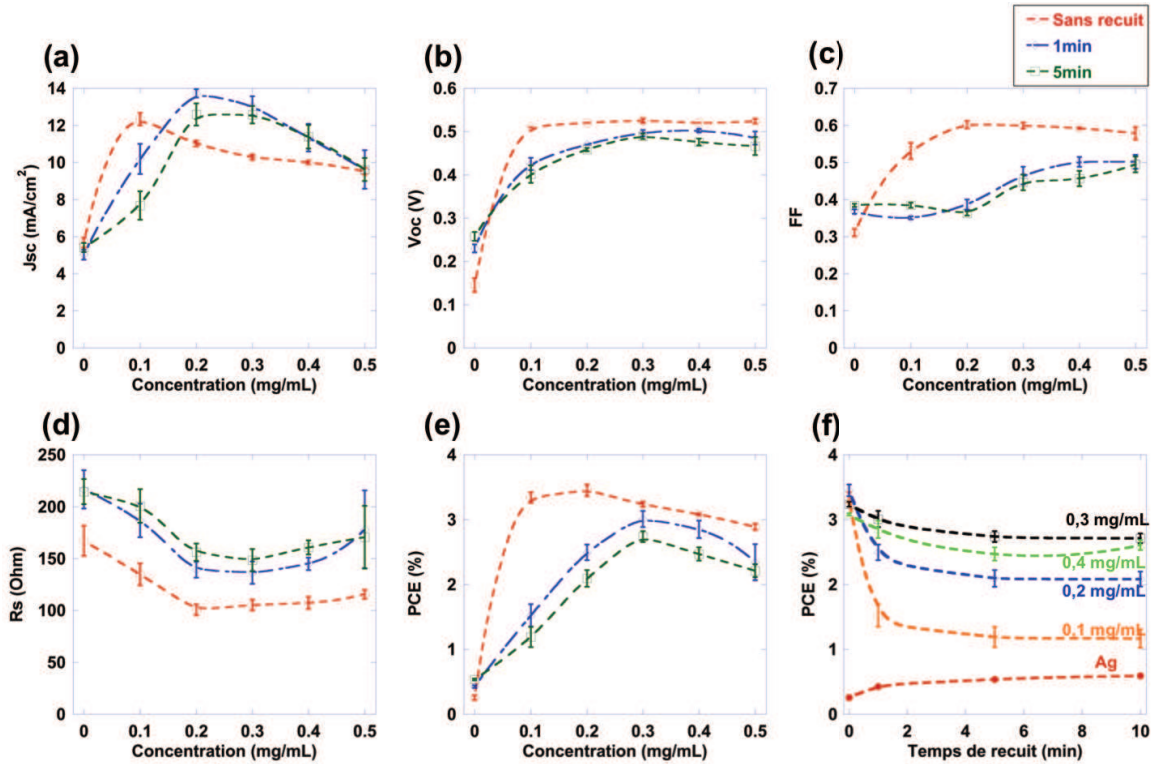 Sans recuit
1min
5min
(a)
(b)
(c)
14
12
10
8
6
4
2
0
Jsc (mA/cm²)
0 0.1 0.2 0.3 0.4 0.5
Concentration (mg/mL)
0.6
0.5
0.4
0.3
0.2
0.1
0
Voc (V)
0 0.1 0.2 0.3 0.4 0.5
Concentration (mg/mL)
0.7
0.6
0.5
0.4
0.3
0.2
0.1
0
FF
0 0.1 0.2 0.3 0.4 0.5
Concentration (mg/mL)
(d)
(e)
(f)
250
200
150
100
50
0
Rs (Ohm)
0 0.1 0.2 0.3 0.4 0.5
Concentration (mg/mL)
4
3
2
1
0
PCE (%)
0 0.1 0.2 0.3 0.4 0.5
Concentration (mg/mL)
4
3
2
1
0
PCE (%)
0,3 mg/mL
0,4 mg/mL
0,2 mg/mL
0,1 mg/mL
Ag
0 2 4 6 8 10
Temps de recuit (min)